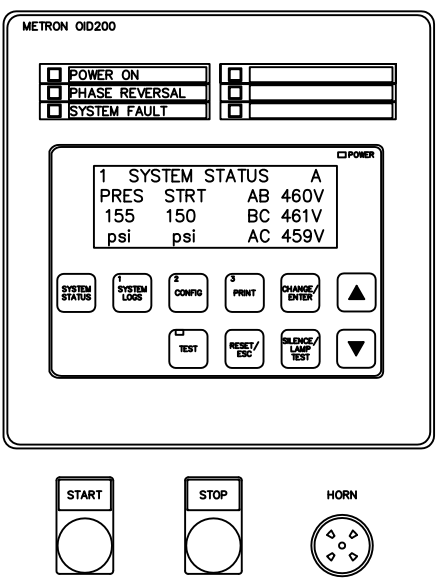 METRON OID200
POWER ON
PHASE REVERSAL
SYSTEM FAULT
POWER
1 SYSTEM STATUS A
PRES STRT AB 460V
155 150 BC 461V
psi psi AC 459V
SYSTEM STATUS
1 SYSTEM LOGS
2 CONFIG
3 PRINT
CHANGE/ ENTER
TEST
RESET/ ESC
SILENCE/ LAMP TEST
START
STOP
HORN